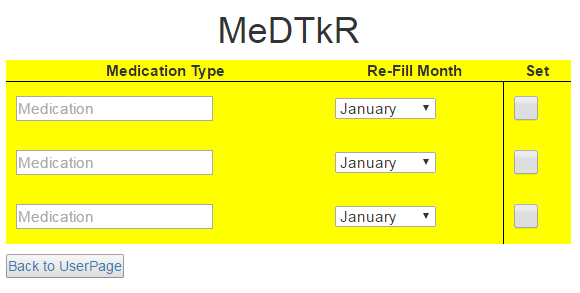 MeDTkR
Medication Type Re-Fill Month Set
Medication January
Medication January
Medication January
Back to UserPage